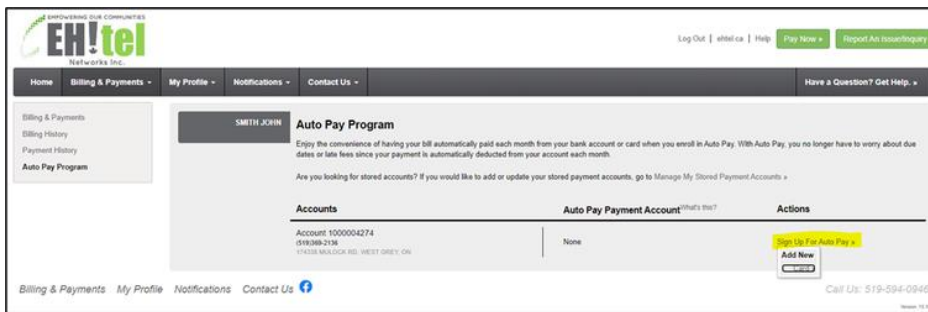 EMPOWERING OUR COMMUNITIES
EH!tel
Networks Inc.
Log Out | ehtel.ca | Help Pay Now » Report An Issue/Inquiry
Home Billing & Payments My Profile Notifications Contact Us Have a Question? Get Help. »
Billing & Payments
Billing History
Payment History
Auto Pay Program
SMITH JOHN
Auto Pay Program
Enjoy the convenience of having your bill automatically paid each month from your bank account or card when you enroll in Auto Pay. With Auto Pay, you no longer have to worry about due
dates or late fees since your payment is automatically deducted from your account each month.
Are you looking for stored accounts? If you would like to add or update your stored payment accounts, go to Manage My Stored Payment Accounts »
Accounts Auto Pay Payment Account What's this? Actions
Account 1000004274
(519)369-2136
174338 MULOCK RD, WEST GREY, ON
None
Sign Up For Auto Pay »
Add New
Card
Billing & Payments My Profile Notifications Contact Us
Call Us: 519-594-0946